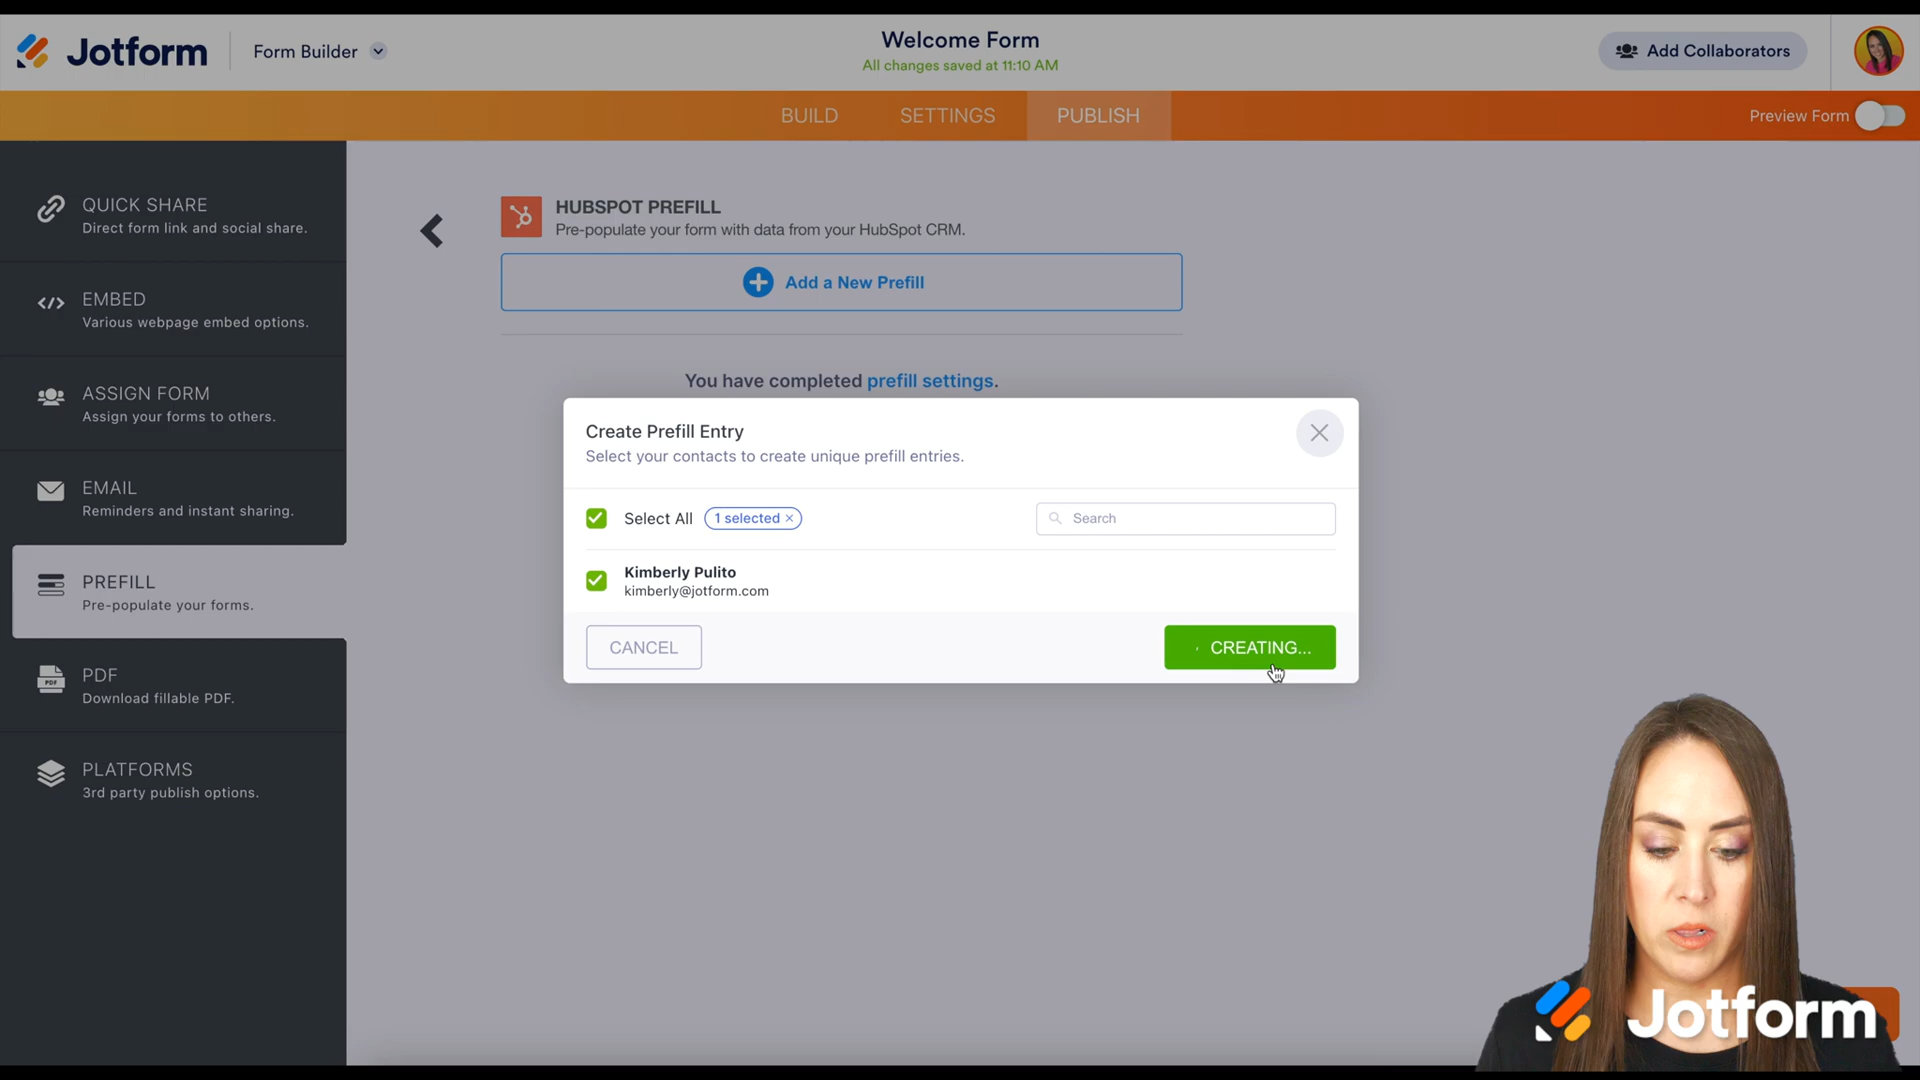 Jotform
Form Builder
Welcome Form
All changes saved at 11:10 AM
Add Collaborators
BUILD
SETTINGS
PUBLISH
Preview Form
QUICK SHARE
Direct form link and social share.
EMBED
Various webpage embed options.
ASSIGN FORM
Assign your forms to others.
EMAIL
Reminders and instant sharing.
PREFILL
Pre-populate your forms.
PDF
PDF
Download fillable PDF.
PLATFORMS
3rd party publish options.
HUBSPOT PREFILL
Pre-populate your form with data from your HubSpot CRM.
Add a New Prefill
You have completed prefill settings.
Create Prefill Entry
Select your contacts to create unique prefill entries.
Select All
1 selected ×
Search
Kimberly Pulito
kimberly@jotform.com
CANCEL
CREATING...
Jotform